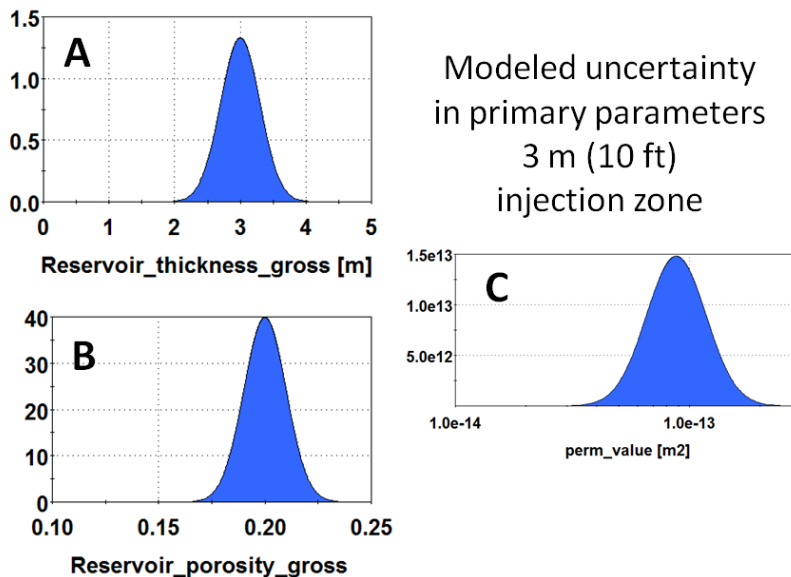 A
1.5
1.0
0.5
0.0
0 1 2 3 4 5
Reservoir_thickness_gross [m]
Modeled uncertainty
in primary parameters
3 m (10 ft)
injection zone
B
40
30
20
10
0
0.10 0.15 0.20 0.25
Reservoir_porosity_gross
C
1.5e13
1.0e13
5.0e12
1.0e-14 1.0e-13
perm_value [m2]